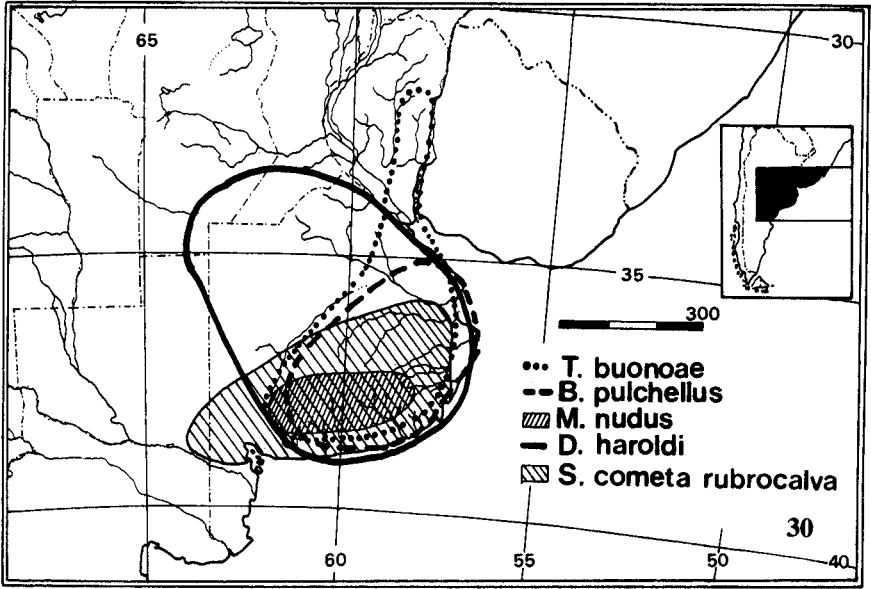 65
30
35
300
T. buonoae
B. pulchellus
M. nudus
D. haroldi
S. cometa rubrocalva
30
60
55
50
40